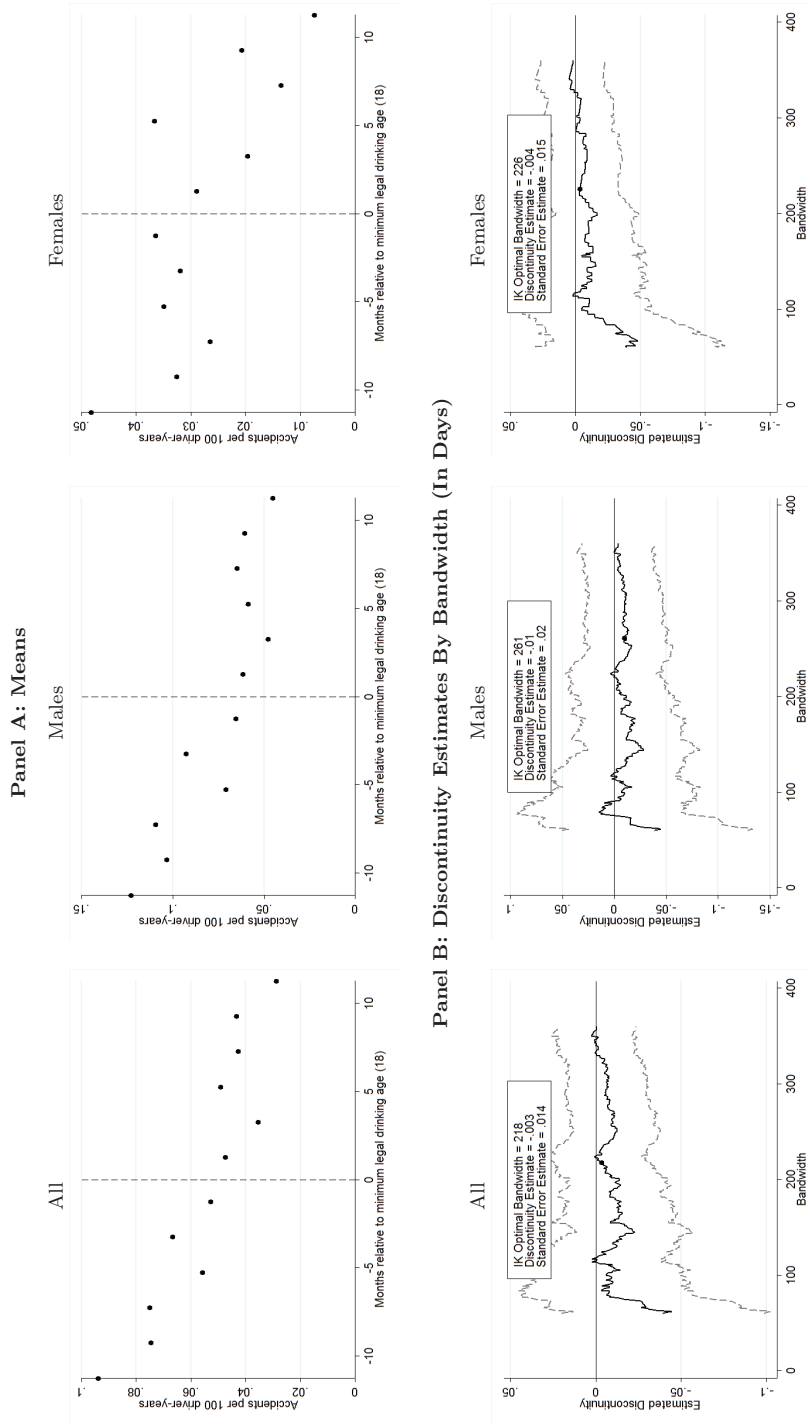 Panel A: Means
All
Males
Females
Accidents per 100 driver-years
0 .02 .04 .06 .08 .1
-10 -5 0 5 10
Months relative to minimum legal drinking age (18)
Accidents per 100 driver-years
0 .05 .1 .15
-10 -5 0 5 10
Months relative to minimum legal drinking age (18)
Accidents per 100 driver-years
0 .01 .02 .03 .04 .05
-10 -5 0 5 10
Months relative to minimum legal drinking age (18)
Panel B: Discontinuity Estimates By Bandwidth (In Days)
All
Males
Females
Estimated Discontinuity
-.1 -.05 0 .05
IK Optimal Bandwidth = 218
Discontinuity Estimate = -.003
Standard Error Estimate = .014
0 100 200 300 400
Bandwidth
Estimated Discontinuity
-.15 -.1 -.05 0 .05 .1
IK Optimal Bandwidth = 261
Discontinuity Estimate = -.01
Standard Error Estimate = .02
0 100 200 300 400
Bandwidth
Estimated Discontinuity
-.15 -.1 -.05 0 .05
IK Optimal Bandwidth = 226
Discontinuity Estimate = -.004
Standard Error Estimate = .015
0 100 200 300 400
Bandwidth